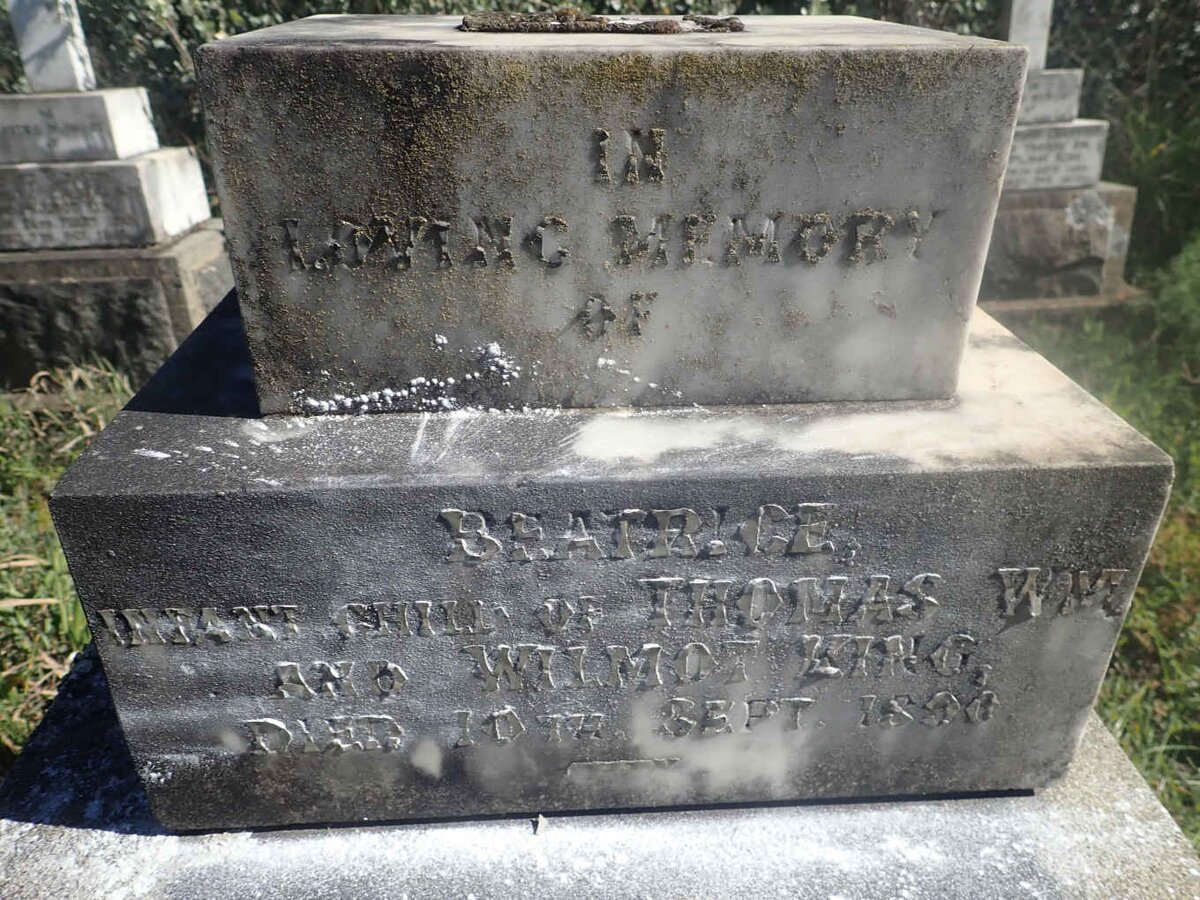 IN
LOVING MEMORY
OF
BEATRICE,
INFANT CHILD OF THOMAS WM
AND WILMOT KING,
DIED 10TH. SEPT. 1890